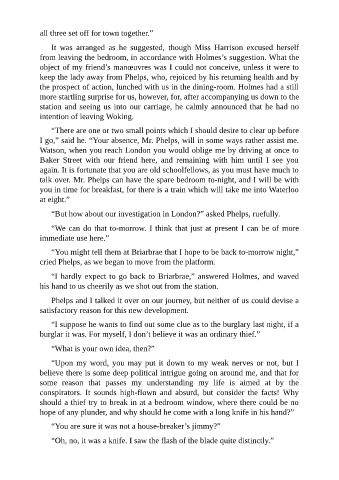 all three set off for town together.”
It was arranged as he suggested, though Miss Harrison excused herself
from leaving the bedroom, in accordance with Holmes’s suggestion. What the
object of my friend’s manœuvres was I could not conceive, unless it were to
keep the lady away from Phelps, who, rejoiced by his returning health and by
the prospect of action, lunched with us in the dining-room. Holmes had a still
more startling surprise for us, however, for, after accompanying us down to the
station and seeing us into our carriage, he calmly announced that he had no
intention of leaving Woking.
“There are one or two small points which I should desire to clear up before
I go,” said he. “Your absence, Mr. Phelps, will in some ways rather assist me.
Watson, when you reach London you would oblige me by driving at once to
Baker Street with our friend here, and remaining with him until I see you
again. It is fortunate that you are old schoolfellows, as you must have much to
talk over. Mr. Phelps can have the spare bedroom to-night, and I will be with
you in time for breakfast, for there is a train which will take me into Waterloo
at eight.”
“But how about our investigation in London?” asked Phelps, ruefully.
“We can do that to-morrow. I think that just at present I can be of more
immediate use here.”
“You might tell them at Briarbrae that I hope to be back to-morrow night,”
cried Phelps, as we began to move from the platform.
“I hardly expect to go back to Briarbrae,” answered Holmes, and waved
his hand to us cheerily as we shot out from the station.
Phelps and I talked it over on our journey, but neither of us could devise a
satisfactory reason for this new development.
“I suppose he wants to find out some clue as to the burglary last night, if a
burglar it was. For myself, I don’t believe it was an ordinary thief.”
“What is your own idea, then?”
“Upon my word, you may put it down to my weak nerves or not, but I
believe there is some deep political intrigue going on around me, and that for
some reason that passes my understanding my life is aimed at by the
conspirators. It sounds high-flown and absurd, but consider the facts! Why
should a thief try to break in at a bedroom window, where there could be no
hope of any plunder, and why should he come with a long knife in his hand?”
“You are sure it was not a house-breaker’s jimmy?”
“Oh, no, it was a knife. I saw the flash of the blade quite distinctly.”